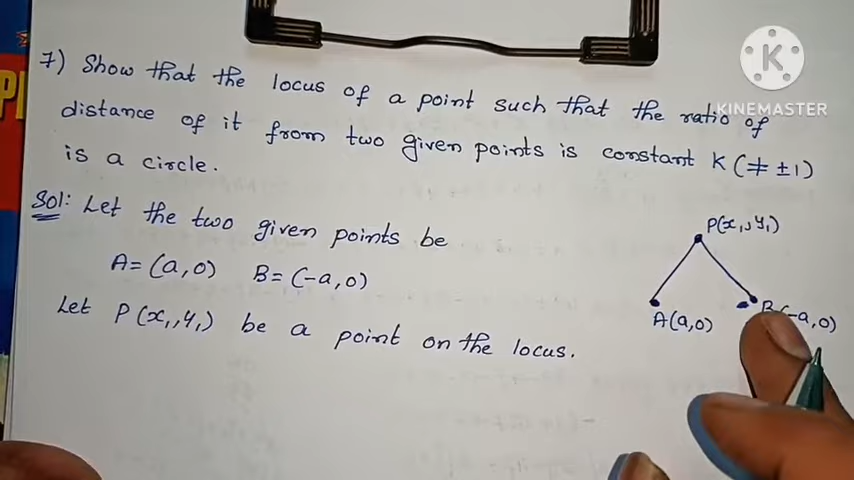 7) Show that the locus of a point such that the ratio of
distance of it from two given points is constant K (≠ ±1)
is a circle.
Sol: Let the two given points be
A = (a, 0) B = (-a, 0)
Let P(x₁, y₁) be a point on the locus.
P(x₁, y₁)
A(a, 0)
B(-a, 0)
K
KINEMASTER